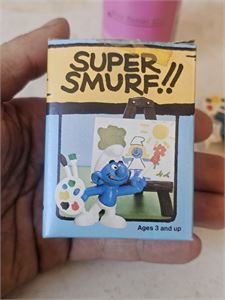 SUPER
SMURF!!
Ages 3 and up